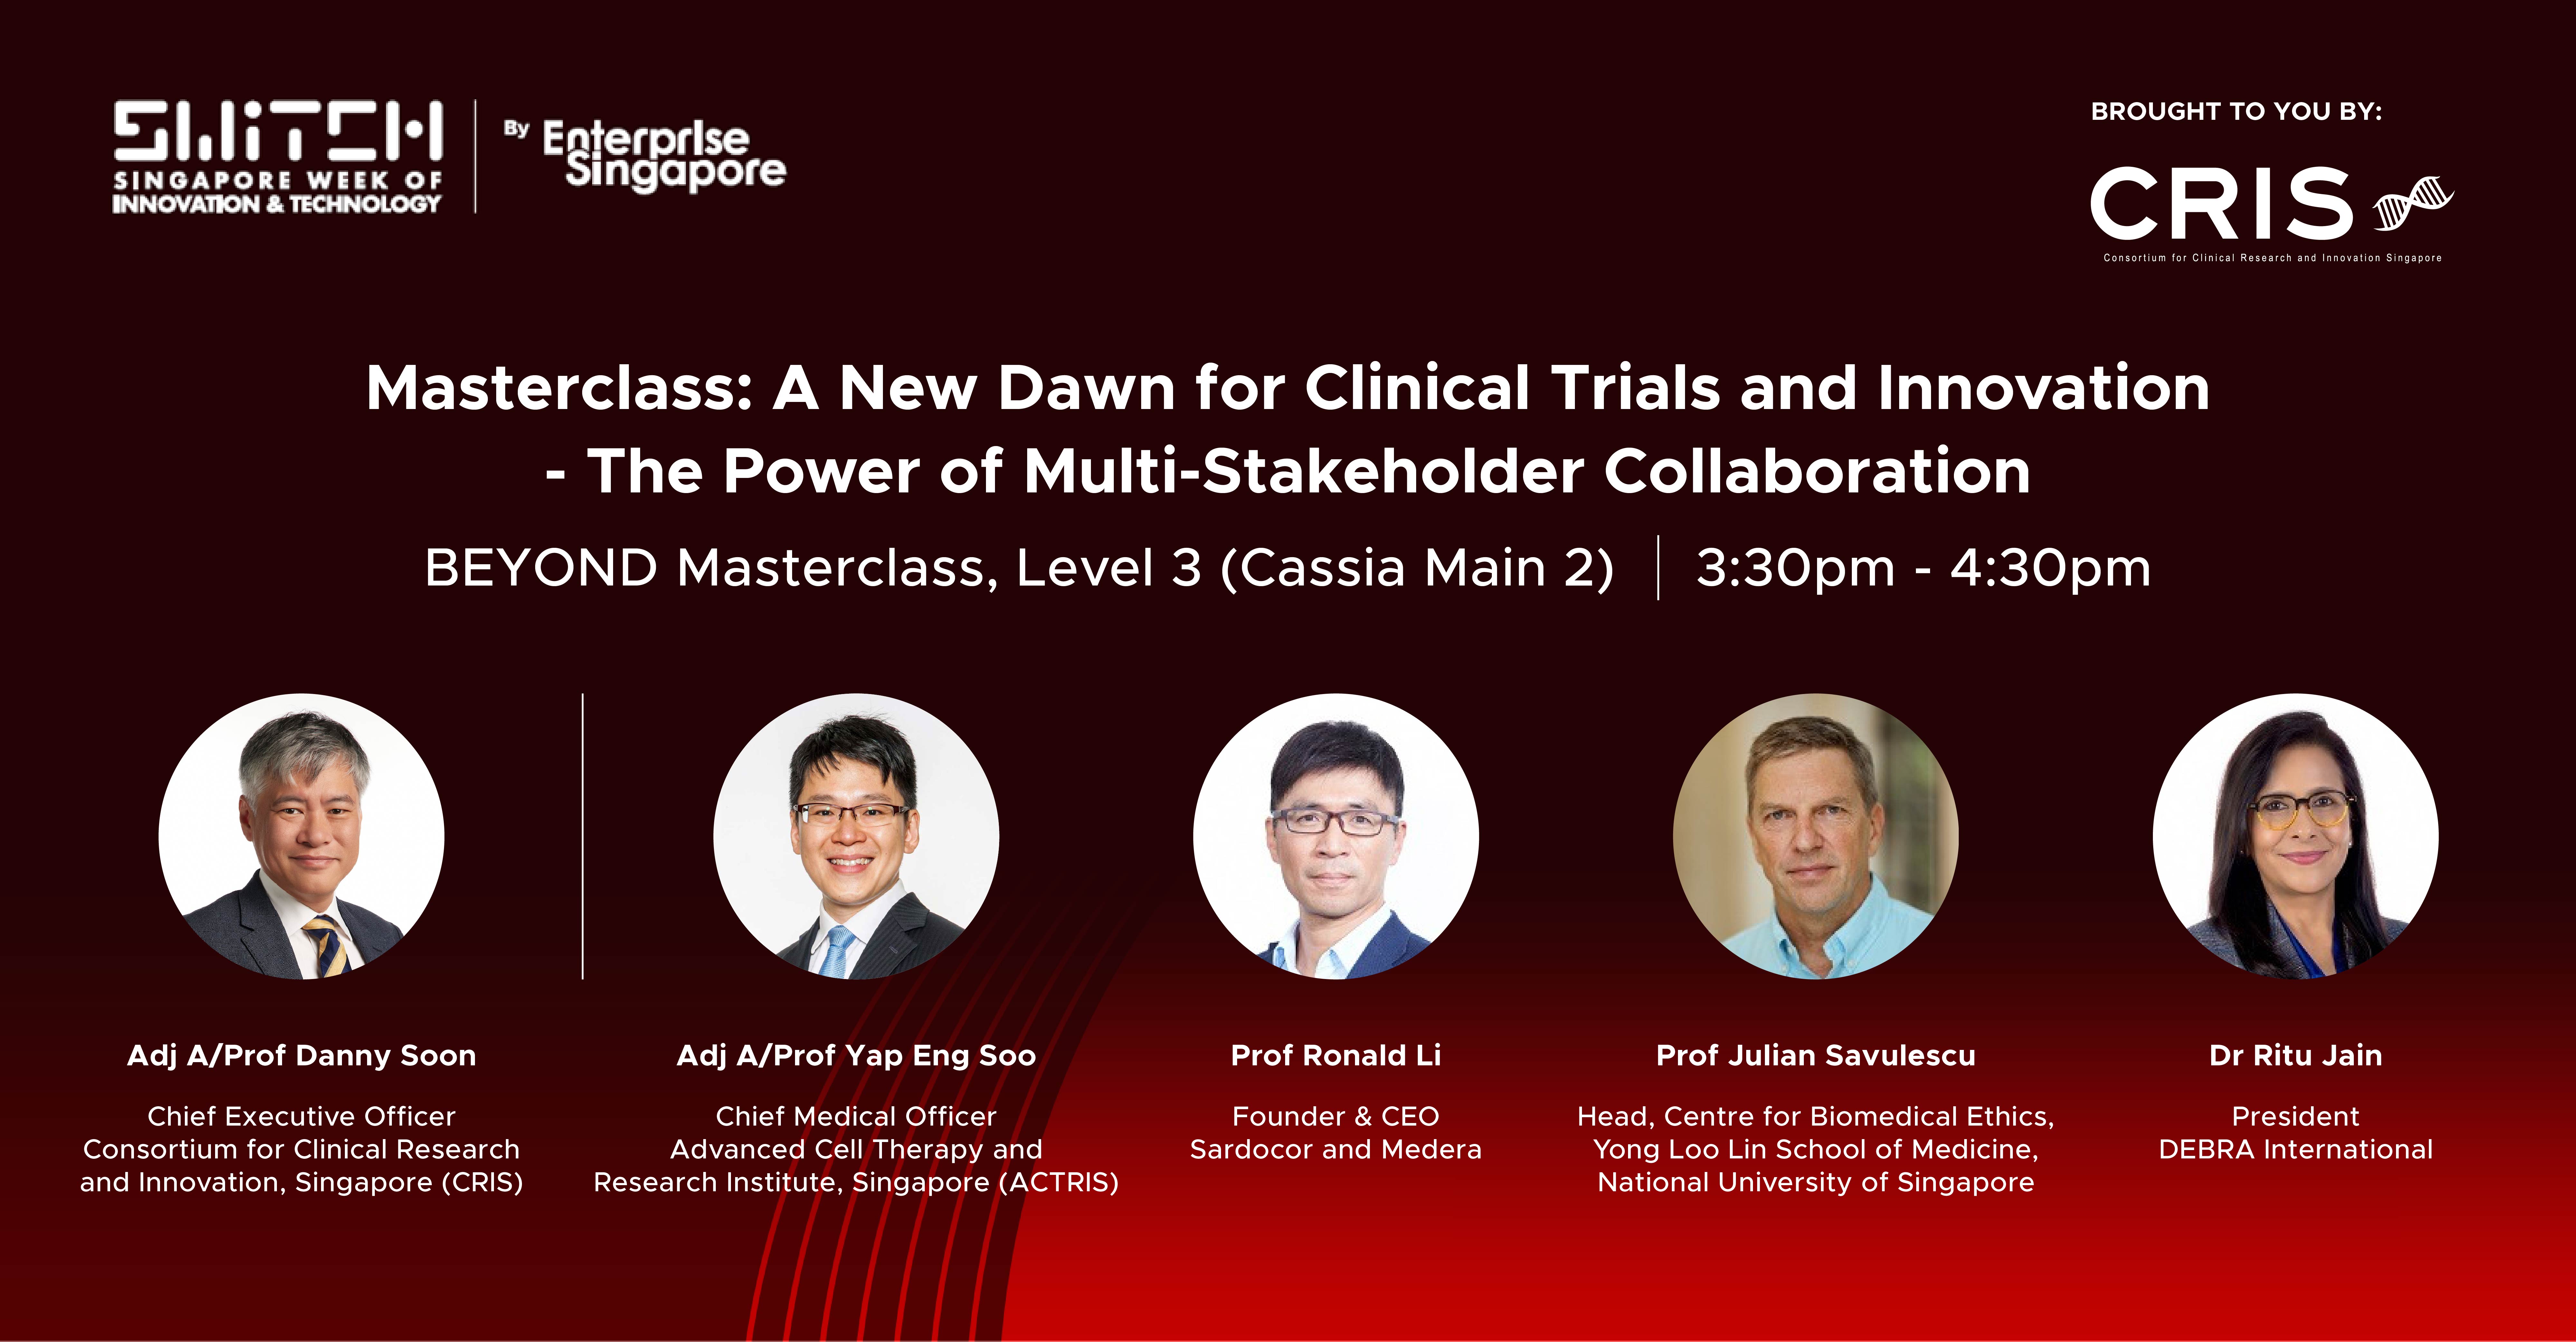 SWiTCH
SINGAPORE WEEK OF
INNOVATION & TECHNOLOGY
By EnterprIse
Singapore
BROUGHT TO YOU BY:
CRIS
Consortium for Clinical Research and Innovation Singapore
Masterclass: A New Dawn for Clinical Trials and Innovation
- The Power of Multi-Stakeholder Collaboration
BEYOND Masterclass, Level 3 (Cassia Main 2) | 3:30pm - 4:30pm
Adj A/Prof Danny Soon
Chief Executive Officer
Consortium for Clinical Research
and Innovation, Singapore (CRIS)
Adj A/Prof Yap Eng Soo
Chief Medical Officer
Advanced Cell Therapy and
Research Institute, Singapore (ACTRIS)
Prof Ronald Li
Founder & CEO
Sardocor and Medera
Prof Julian Savulescu
Head, Centre for Biomedical Ethics,
Yong Loo Lin School of Medicine,
National University of Singapore
Dr Ritu Jain
President
DEBRA International